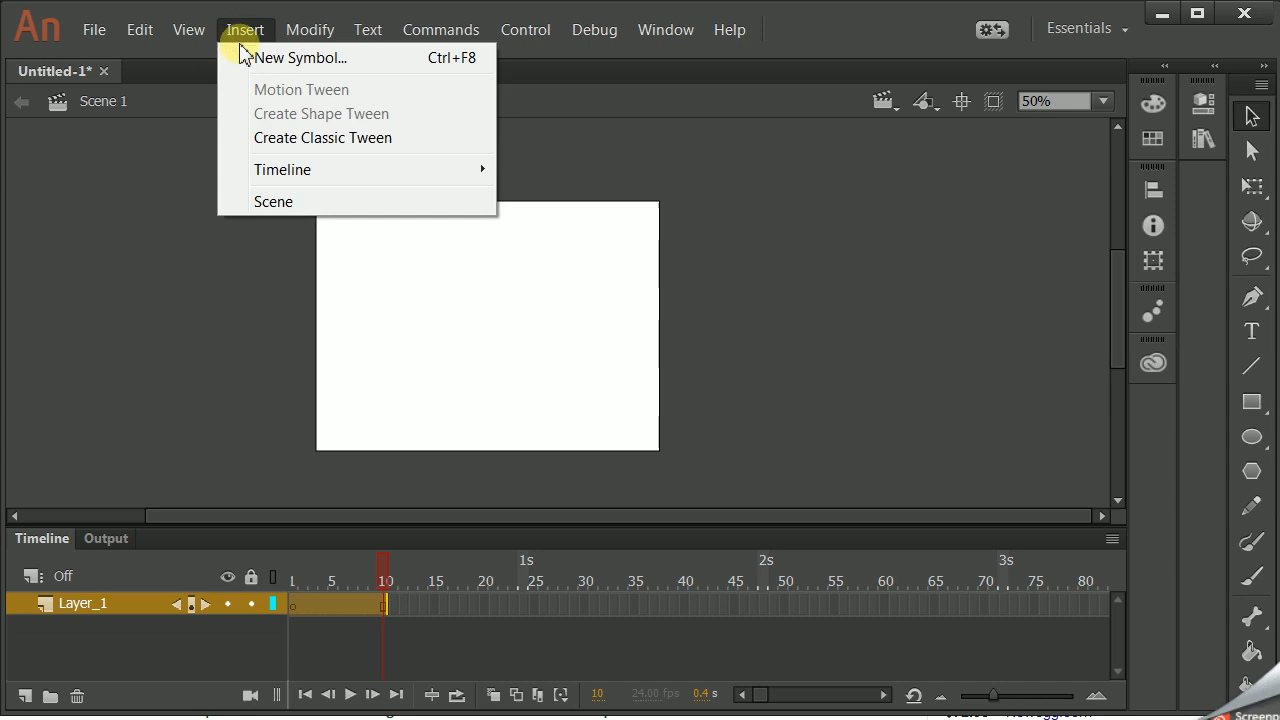 An File Edit View Insert Modify Text Commands Control Debug Window Help Essentials
New Symbol... Ctrl+F8
Untitled-1*
Motion Tween
Scene 1
50%
Create Shape Tween
Create Classic Tween
Timeline
Scene
Timeline Output
1s 2s 3s
Off
1 5 10 15 20 25 30 35 40 45 50 55 60 65 70 75 80
Layer_1
10 24.00 fps 0.4 s